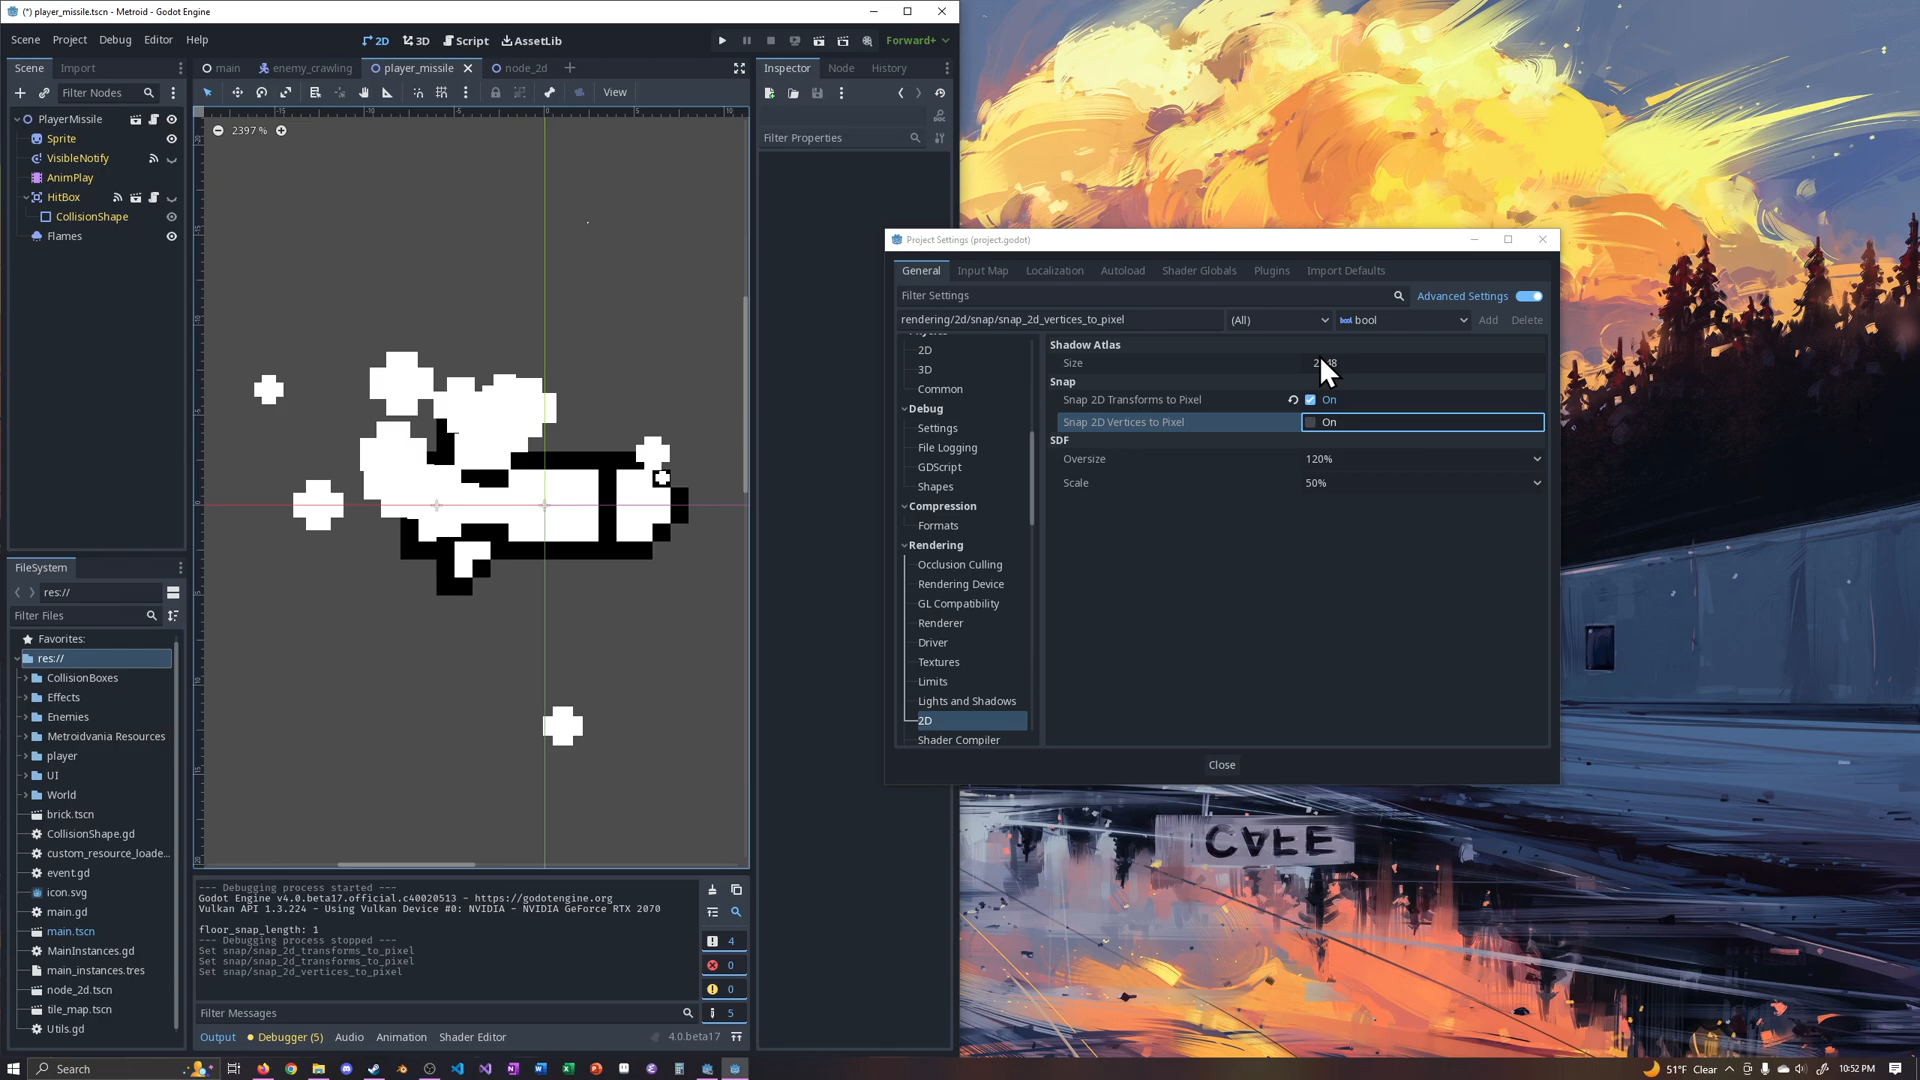 (*) player_missile.tscn - Metroid - Godot Engine
Scene Project Debug Editor Help
2D 3D Script AssetLib
Forward+
Scene Import
main enemy_crawling player_missile node_2d
Inspector Node History
Filter Nodes
View
PlayerMissile
Sprite
VisibleNotify
AnimPlay
HitBox
CollisionShape
Flames
2397 %
Filter Properties
FileSystem
res://
Filter Files
Favorites:
res://
CollisionBoxes
Effects
Enemies
Metroidvania Resources
player
UI
World
brick.tscn
CollisionShape.gd
custom_resource_loade...
event.gd
icon.svg
main.gd
main.tscn
MainInstances.gd
main_instances.tres
node_2d.tscn
tile_map.tscn
Utils.gd
--- Debugging process started ---
Godot Engine v4.0.beta17.official.c40020513 - https://godotengine.org
Vulkan API 1.3.224 - Using Vulkan Device #0: NVIDIA - NVIDIA GeForce RTX 2070
floor_snap_length: 1
--- Debugging process stopped ---
Set snap/snap_2d_transforms_to_pixel
Set snap/snap_2d_transforms_to_pixel
Set snap/snap_2d_vertices_to_pixel
4
0
0
5
Filter Messages
Output Debugger (5) Audio Animation Shader Editor
4.0.beta17
Project Settings (project.godot)
General Input Map Localization Autoload Shader Globals Plugins Import Defaults
Filter Settings
Advanced Settings
rendering/2d/snap/snap_2d_vertices_to_pixel (All) bool Add Delete
2D
3D
Common
Debug
Settings
File Logging
GDScript
Shapes
Compression
Formats
Rendering
Occlusion Culling
Rendering Device
GL Compatibility
Renderer
Driver
Textures
Limits
Lights and Shadows
2D
Shader Compiler
Shadow Atlas
Size
Snap
Snap 2D Transforms to Pixel On
Snap 2D Vertices to Pixel On
SDF
Oversize 120%
Scale 50%
Close
CAFE
Search
51°F Clear
10:52 PM